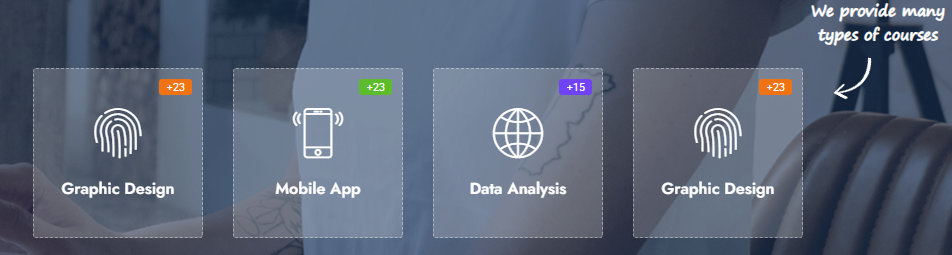 We provide many
types of courses
+23
+23
+15
+23
Graphic Design
Mobile App
Data Analysis
Graphic Design